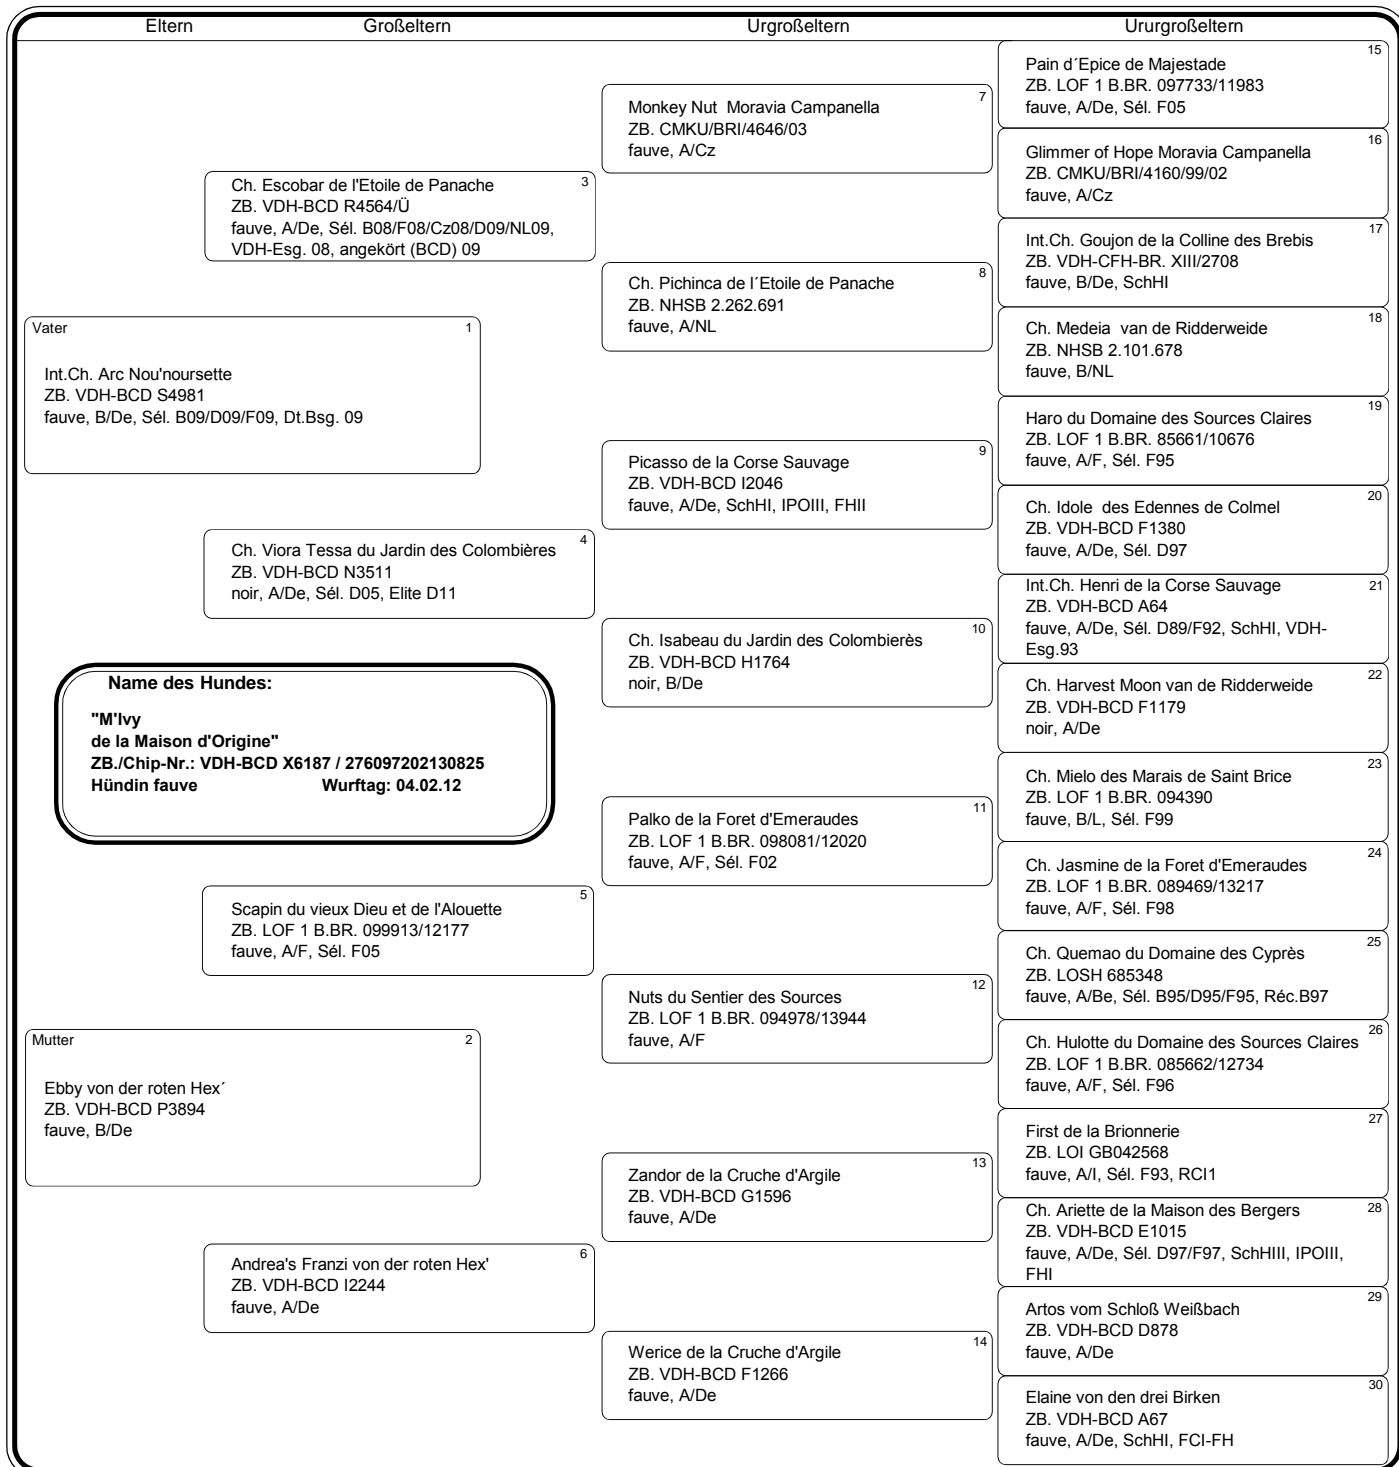 Eltern Großeltern Urgroßeltern Ururgroßeltern
Vater 1
Int.Ch. Arc Nou'noursette
ZB. VDH-BCD S4981
fauve, B/De, Sél. B09/D09/F09, Dt.Bsg. 09
Mutter 2
Ebby von der roten Hex´
ZB. VDH-BCD P3894
fauve, B/De
3
Ch. Escobar de l'Etoile de Panache
ZB. VDH-BCD R4564/Ü
fauve, A/De, Sél. B08/F08/Cz08/D09/NL09,
VDH-Esg. 08, angekört (BCD) 09
4
Ch. Viora Tessa du Jardin des Colombières
ZB. VDH-BCD N3511
noir, A/De, Sél. D05, Elite D11
Name des Hundes:
"M'Ivy
de la Maison d'Origine"
ZB./Chip-Nr.: VDH-BCD X6187 / 276097202130825
Hündin fauve Wurftag: 04.02.12
5
Scapin du vieux Dieu et de l'Alouette
ZB. LOF 1 B.BR. 099913/12177
fauve, A/F, Sél. F05
6
Andrea's Franzi von der roten Hex'
ZB. VDH-BCD I2244
fauve, A/De
7
Monkey Nut  Moravia Campanella
ZB. CMKU/BRI/4646/03
fauve, A/Cz
8
Ch. Pichinca de l´Etoile de Panache
ZB. NHSB 2.262.691
fauve, A/NL
9
Picasso de la Corse Sauvage
ZB. VDH-BCD I2046
fauve, A/De, SchHI, IPOIII, FHII
10
Ch. Isabeau du Jardin des Colombierès
ZB. VDH-BCD H1764
noir, B/De
11
Palko de la Foret d'Emeraudes
ZB. LOF 1 B.BR. 098081/12020
fauve, A/F, Sél. F02
12
Nuts du Sentier des Sources
ZB. LOF 1 B.BR. 094978/13944
fauve, A/F
13
Zandor de la Cruche d'Argile
ZB. VDH-BCD G1596
fauve, A/De
14
Werice de la Cruche d'Argile
ZB. VDH-BCD F1266
fauve, A/De
15
Pain d´Epice de Majestade
ZB. LOF 1 B.BR. 097733/11983
fauve, A/De, Sél. F05
16
Glimmer of Hope Moravia Campanella
ZB. CMKU/BRI/4160/99/02
fauve, A/Cz
17
Int.Ch. Goujon de la Colline des Brebis
ZB. VDH-CFH-BR. XIII/2708
fauve, B/De, SchHI
18
Ch. Medeia  van de Ridderweide
ZB. NHSB 2.101.678
fauve, B/NL
19
Haro du Domaine des Sources Claires
ZB. LOF 1 B.BR. 85661/10676
fauve, A/F, Sél. F95
20
Ch. Idole  des Edennes de Colmel
ZB. VDH-BCD F1380
fauve, A/De, Sél. D97
21
Int.Ch. Henri de la Corse Sauvage
ZB. VDH-BCD A64
fauve, A/De, Sél. D89/F92, SchHI, VDH-
Esg.93
22
Ch. Harvest Moon van de Ridderweide
ZB. VDH-BCD F1179
noir, A/De
23
Ch. Mielo des Marais de Saint Brice
ZB. LOF 1 B.BR. 094390
fauve, B/L, Sél. F99
24
Ch. Jasmine de la Foret d'Emeraudes
ZB. LOF 1 B.BR. 089469/13217
fauve, A/F, Sél. F98
25
Ch. Quemao du Domaine des Cyprès
ZB. LOSH 685348
fauve, A/Be, Sél. B95/D95/F95, Réc.B97
26
Ch. Hulotte du Domaine des Sources Claires
ZB. LOF 1 B.BR. 085662/12734
fauve, A/F, Sél. F96
27
First de la Brionnerie
ZB. LOI GB042568
fauve, A/I, Sél. F93, RCI1
28
Ch. Ariette de la Maison des Bergers
ZB. VDH-BCD E1015
fauve, A/De, Sél. D97/F97, SchHIII, IPOIII,
FHI
29
Artos vom Schloß Weißbach
ZB. VDH-BCD D878
fauve, A/De
30
Elaine von den drei Birken
ZB. VDH-BCD A67
fauve, A/De, SchHI, FCI-FH